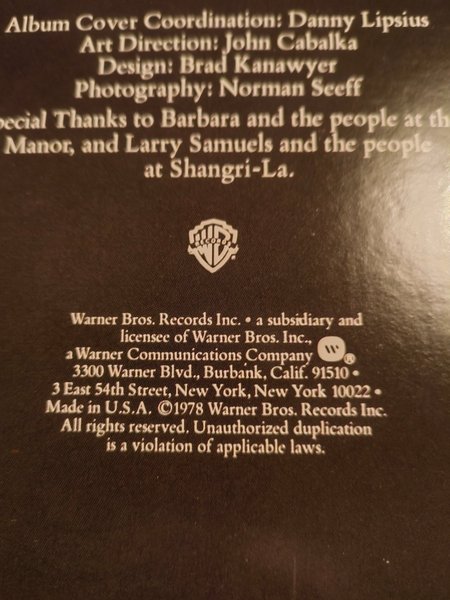 Album Cover Coordination: Danny Lipsius
Art Direction: John Cabalka
Design: Brad Kanawyer
Photography: Norman Seeff
pecial Thanks to Barbara and the people at th
Manor, and Larry Samuels and the people
at Shangri-La.
WB
RECORDS
Warner Bros. Records Inc. • a subsidiary and
licensee of Warner Bros. Inc.,
a Warner Communications Company W ®
3300 Warner Blvd., Burbank, Calif. 91510 •
3 East 54th Street, New York, New York 10022 •
Made in U.S.A. ©1978 Warner Bros. Records Inc.
All rights reserved. Unauthorized duplication
is a violation of applicable laws.